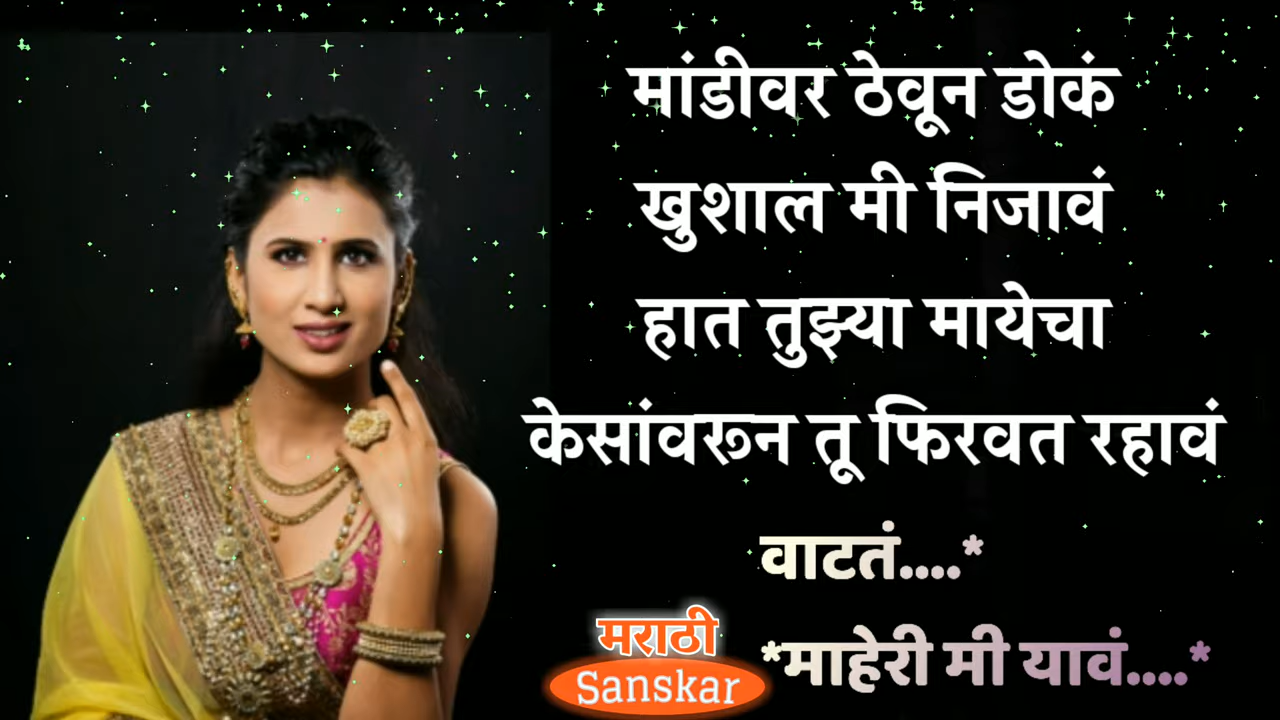 मांडीवर ठेवून डोकं
खुशाल मी निजावं
हात तुझ्या मायेचा
केसांवरून तू फिरवत रहावं
वाटतं....*
*माहेरी मी यावं....*
मराठी
Sanskar